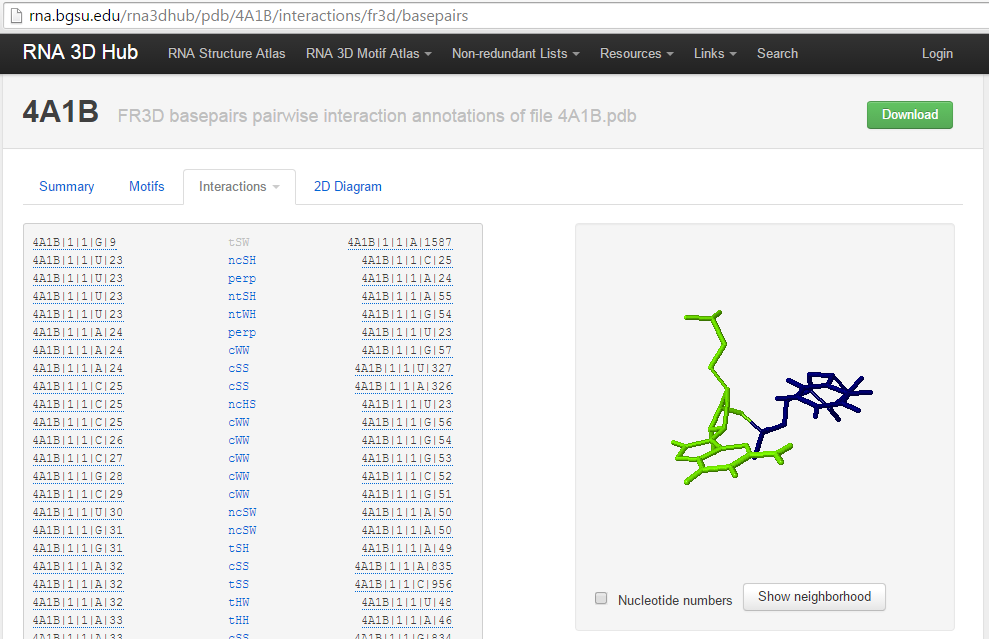 rna.bgsu.edu/rna3dhub/pdb/4A1B/interactions/fr3d/basepairs
RNA 3D Hub RNA Structure Atlas RNA 3D Motif Atlas Non-redundant Lists Resources Links Search Login
4A1B FR3D basepairs pairwise interaction annotations of file 4A1B.pdb Download
Summary Motifs Interactions 2D Diagram
4A1B|1|1|G|9 tSW 4A1B|1|1|A|1587
4A1B|1|1|U|23 ncSH 4A1B|1|1|C|25
4A1B|1|1|U|23 perp 4A1B|1|1|A|24
4A1B|1|1|U|23 ntSH 4A1B|1|1|A|55
4A1B|1|1|U|23 ntWH 4A1B|1|1|G|54
4A1B|1|1|A|24 perp 4A1B|1|1|U|23
4A1B|1|1|A|24 cWW 4A1B|1|1|G|57
4A1B|1|1|A|24 cSS 4A1B|1|1|U|327
4A1B|1|1|C|25 cSS 4A1B|1|1|A|326
4A1B|1|1|C|25 ncHS 4A1B|1|1|U|23
4A1B|1|1|C|25 cWW 4A1B|1|1|G|56
4A1B|1|1|C|26 cWW 4A1B|1|1|G|54
4A1B|1|1|C|27 cWW 4A1B|1|1|G|53
4A1B|1|1|G|28 cWW 4A1B|1|1|C|52
4A1B|1|1|C|29 cWW 4A1B|1|1|G|51
4A1B|1|1|U|30 ncSW 4A1B|1|1|A|50
4A1B|1|1|G|31 ncSW 4A1B|1|1|A|50
4A1B|1|1|G|31 tSH 4A1B|1|1|A|49
4A1B|1|1|A|32 cSS 4A1B|1|1|A|835
4A1B|1|1|A|32 tSS 4A1B|1|1|C|956
4A1B|1|1|A|32 tHW 4A1B|1|1|U|48
4A1B|1|1|A|33 tHH 4A1B|1|1|A|46
4A1B|1|1|A|33 cSS 4A1B|1|1|G|834
Nucleotide numbers Show neighborhood